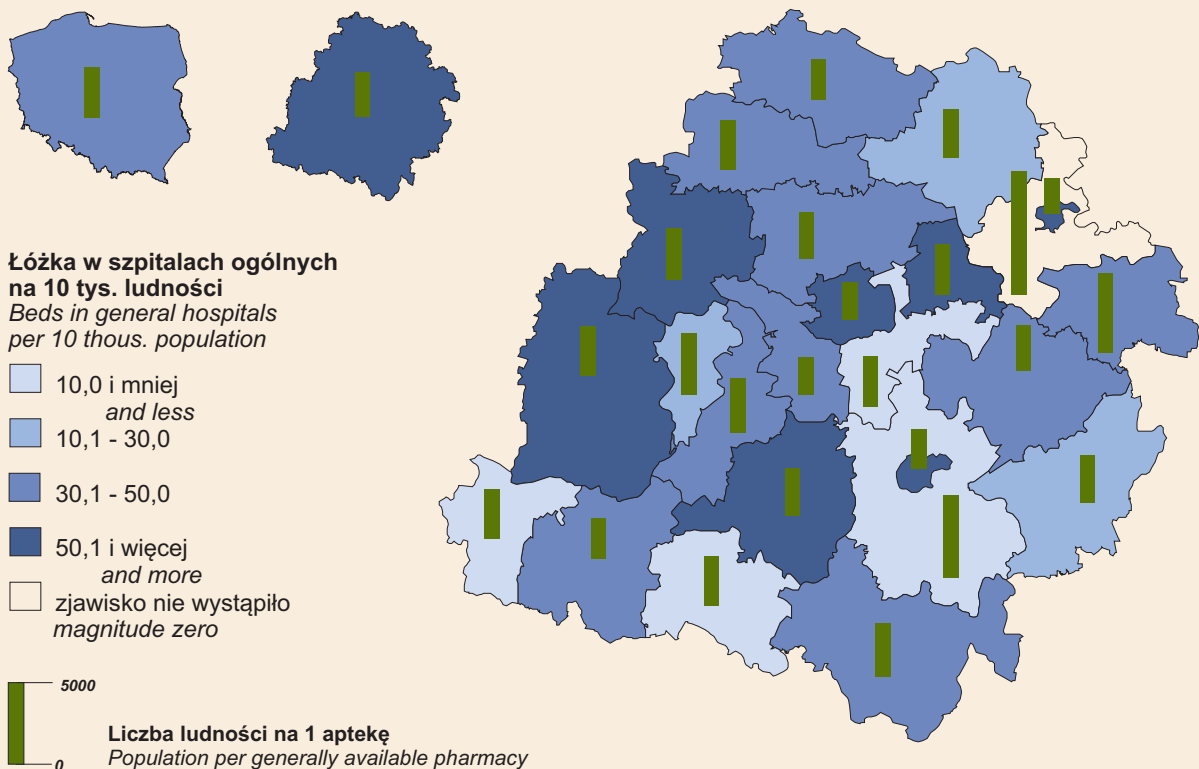 Łóżka w szpitalach ogólnych
na 10 tys. ludności
Beds in general hospitals
per 10 thous. population
10,0 i mniej
and less
10,1 - 30,0
30,1 - 50,0
50,1 i więcej
and more
zjawisko nie wystąpiło
magnitude zero
5000
0
Liczba ludności na 1 aptekę
Population per generally available pharmacy